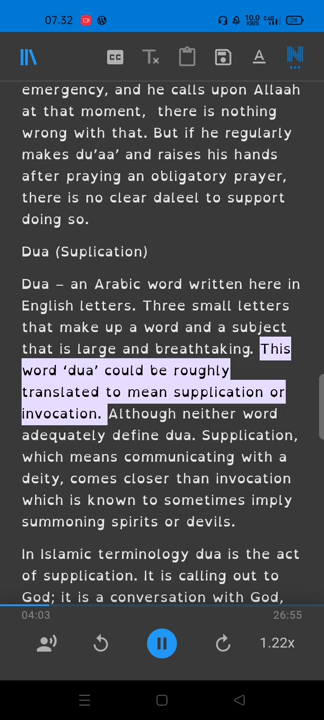 07.32
10.0
CC
A
N
emergency, and he calls upon Allaah
at that moment, there is nothing
wrong with that. But if he regularly
makes du’aa’ and raises his hands
after praying an obligatory prayer,
there is no clear daleel to support
doing so.
Dua (Suplication)
Dua – an Arabic word written here in
English letters. Three small letters
that make up a word and a subject
that is large and breathtaking. This
word ‘dua’ could be roughly
translated to mean supplication or
invocation. Although neither word
adequately define dua. Supplication,
which means communicating with a
deity, comes closer than invocation
which is known to sometimes imply
summoning spirits or devils.
In Islamic terminology dua is the act
of supplication. It is calling out to
God; it is a conversation with God,
04:03 26:55
1.22x